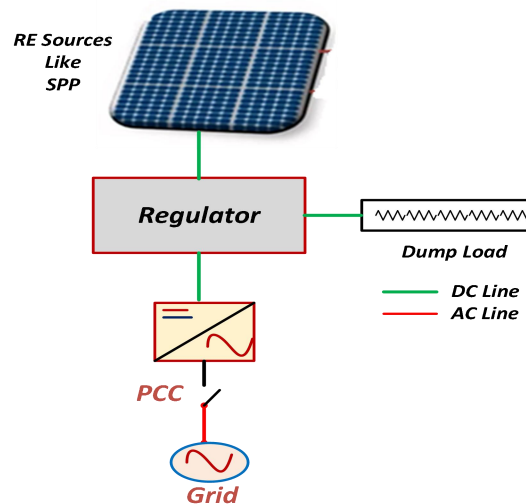 RE Sources
Like
SPP
Regulator
Dump Load
DC Line
AC Line
PCC
Grid